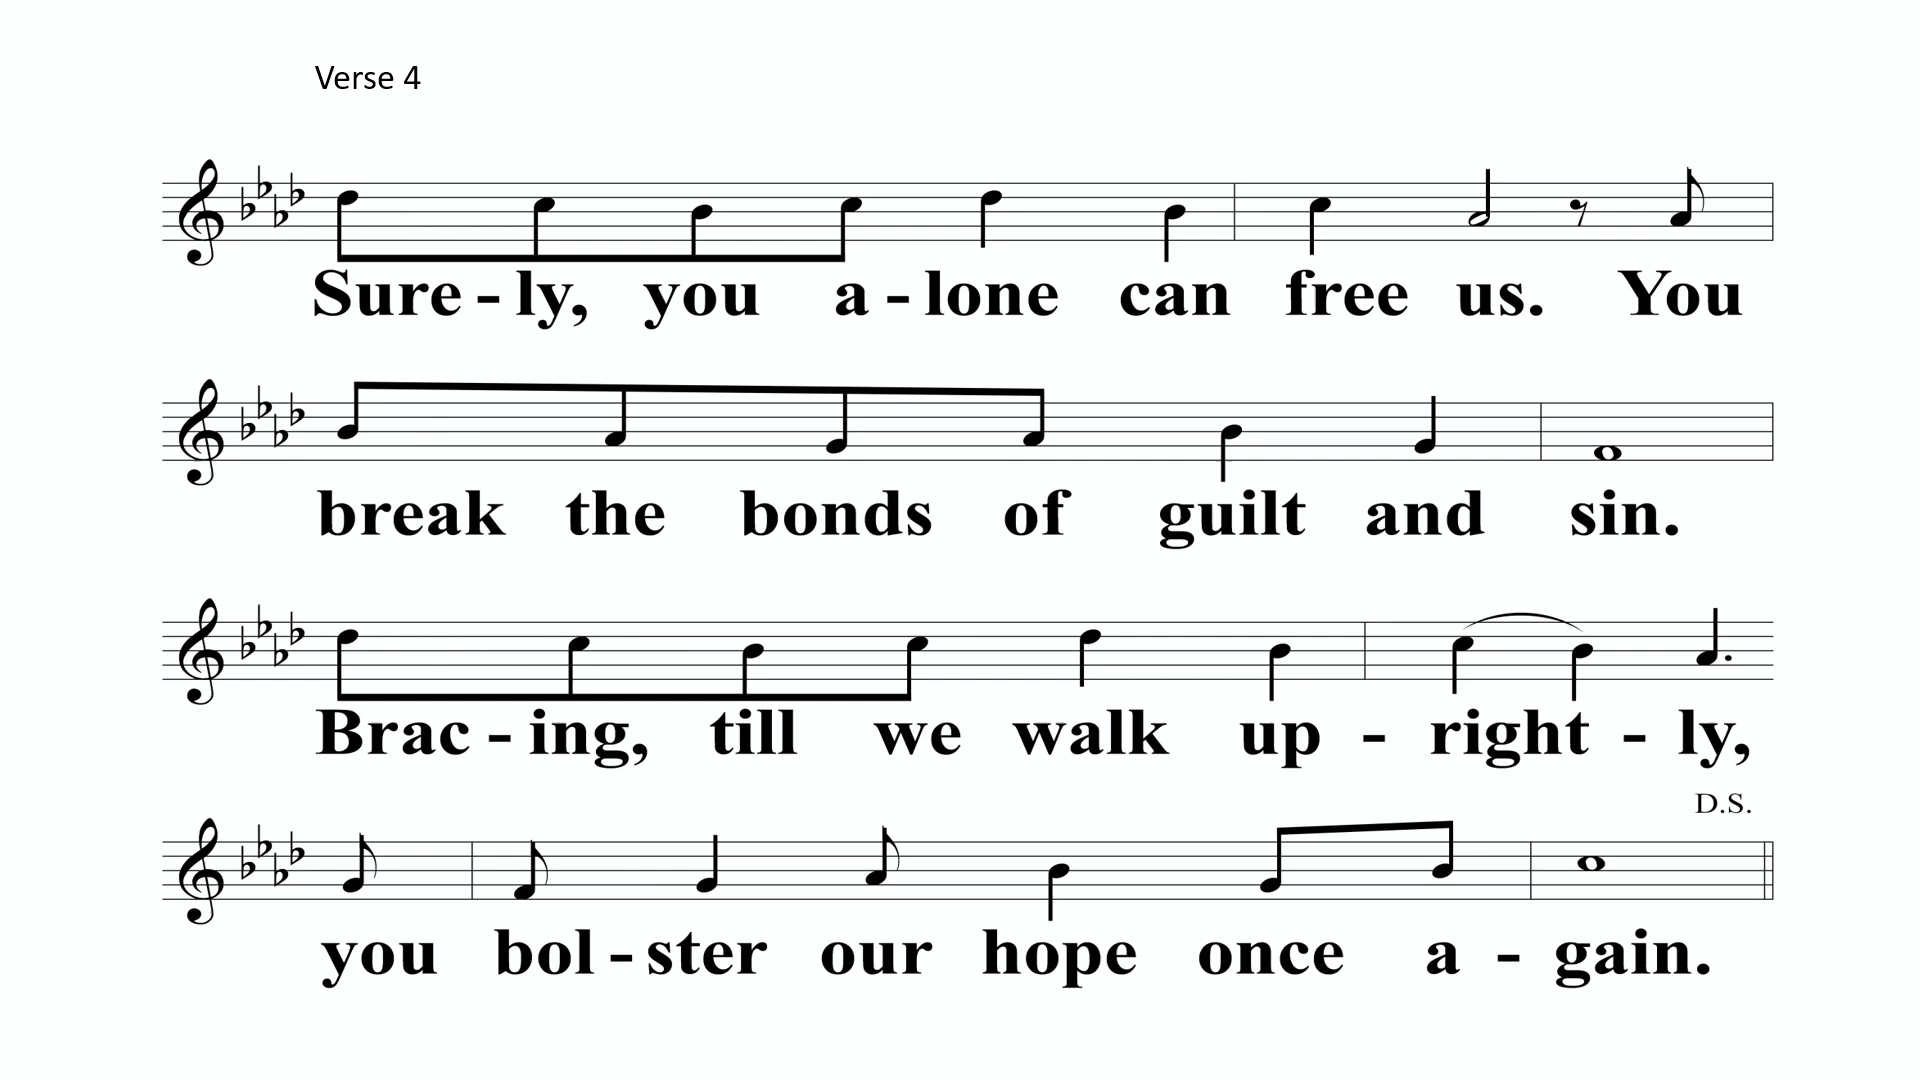 Verse 4
Sure - ly, you a - lone can free us. You
break the bonds of guilt and sin.
Brac - ing, till we walk up - right - ly,
D.S.
you bol - ster our hope once a - gain.